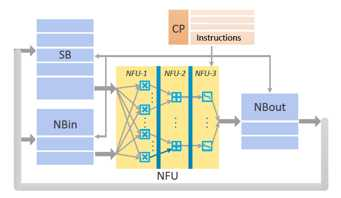 CP
Instructions
SB
NFU-1
NFU-2
NFU-3
NBin
NBout
NFU